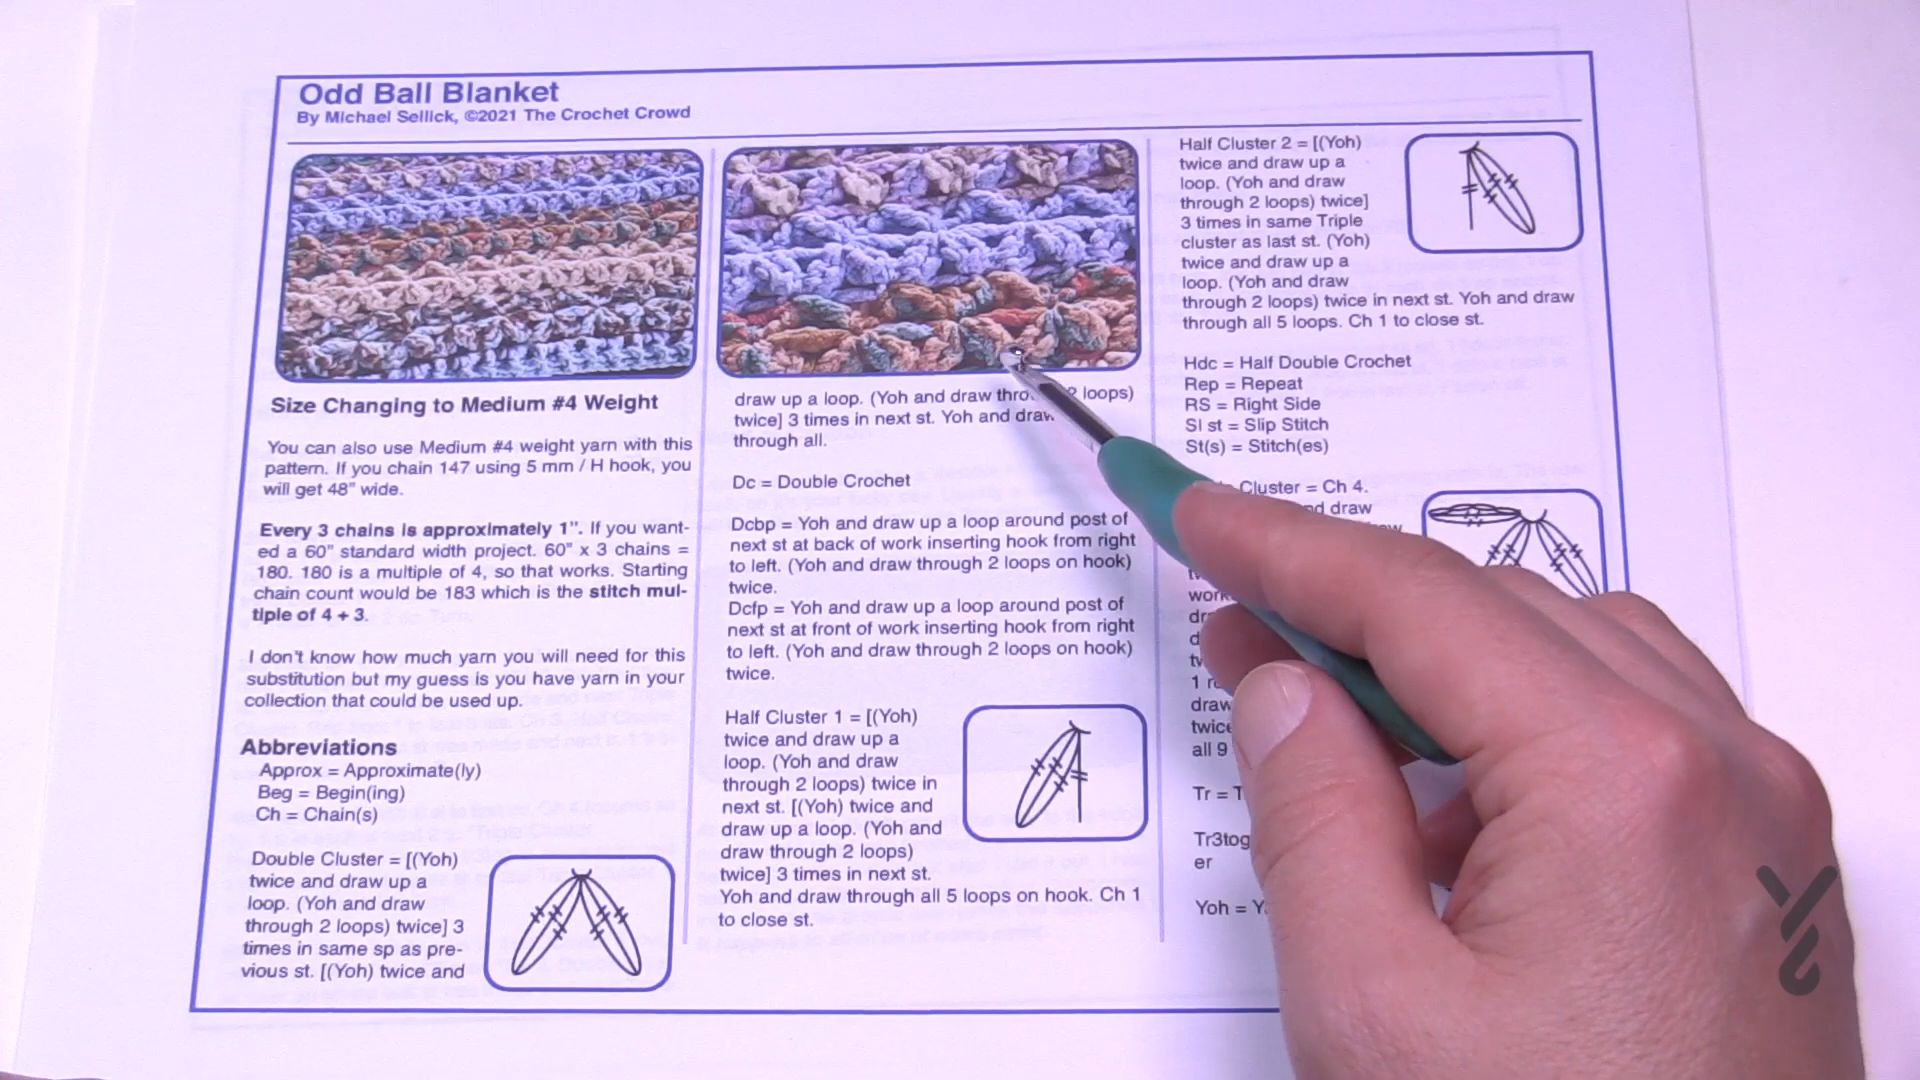 Odd Ball Blanket
By Michael Sellick, ©2021 The Crochet Crowd
Size Changing to Medium #4 Weight
You can also use Medium #4 weight yarn with this
pattern. If you chain 147 using 5 mm / H hook, you
will get 48" wide.
Every 3 chains is approximately 1". If you want-
ed a 60" standard width project. 60" x 3 chains =
180. 180 is a multiple of 4, so that works. Starting
chain count would be 183 which is the stitch mul-
tiple of 4 + 3.
I don't know how much yarn you will need for this
substitution but my guess is you have yarn in your
collection that could be used up.
Abbreviations
Approx = Approximate(ly)
Beg = Begin(ing)
Ch = Chain(s)
Double Cluster = [(Yoh)
twice and draw up a
loop. (Yoh and draw
through 2 loops) twice] 3
times in same sp as pre-
vious st. [(Yoh) twice and
draw up a loop. (Yoh and draw 2 loops)
twice] 3 times in next st. Yoh and draw
through all.
Dc = Double Crochet
Dcbp = Yoh and draw up a loop around post of
next st at back of work inserting hook from right
to left. (Yoh and draw through 2 loops on hook)
twice.
Dcfp = Yoh and draw up a loop around post of
next st at front of work inserting hook from right
to left. (Yoh and draw through 2 loops on hook)
twice.
Half Cluster 1 = [(Yoh)
twice and draw up a
loop. (Yoh and draw
through 2 loops) twice in
next st. [(Yoh) twice and
draw up a loop. (Yoh and
draw through 2 loops)
twice] 3 times in next st.
Yoh and draw through all 5 loops on hook. Ch 1
to close st.
Half Cluster 2 = [(Yoh)
twice and draw up a
loop. (Yoh and draw
through 2 loops) twice]
3 times in same Triple
cluster as last st. (Yoh)
twice and draw up a
loop. (Yoh and draw
through 2 loops) twice in next st. Yoh and draw
through all 5 loops. Ch 1 to close st.
Hdc = Half Double Crochet
Rep = Repeat
RS = Right Side
Sl st = Slip Stitch
St(s) = Stitch(es)
Cluster = Ch 4.
draw
all 9
Tr =
Tr3tog
er
Yoh =